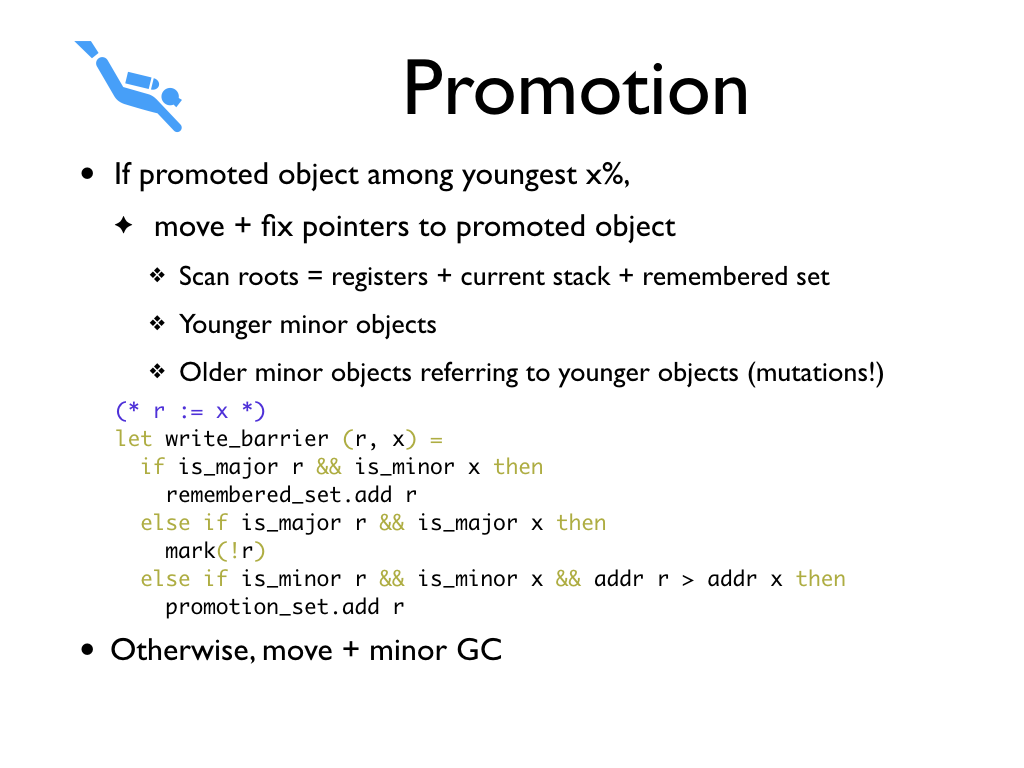 Promotion
• If promoted object among youngest x%,
✦ move + fix pointers to promoted object
❖ Scan roots = registers + current stack + remembered set
❖ Younger minor objects
❖ Older minor objects referring to younger objects (mutations!)
(* r := x *)
let write_barrier (r, x) =
  if is_major r && is_minor x then
    remembered_set.add r
  else if is_major r && is_major x then
    mark(!r)
  else if is_minor r && is_minor x && addr r > addr x then
    promotion_set.add r
• Otherwise, move + minor GC